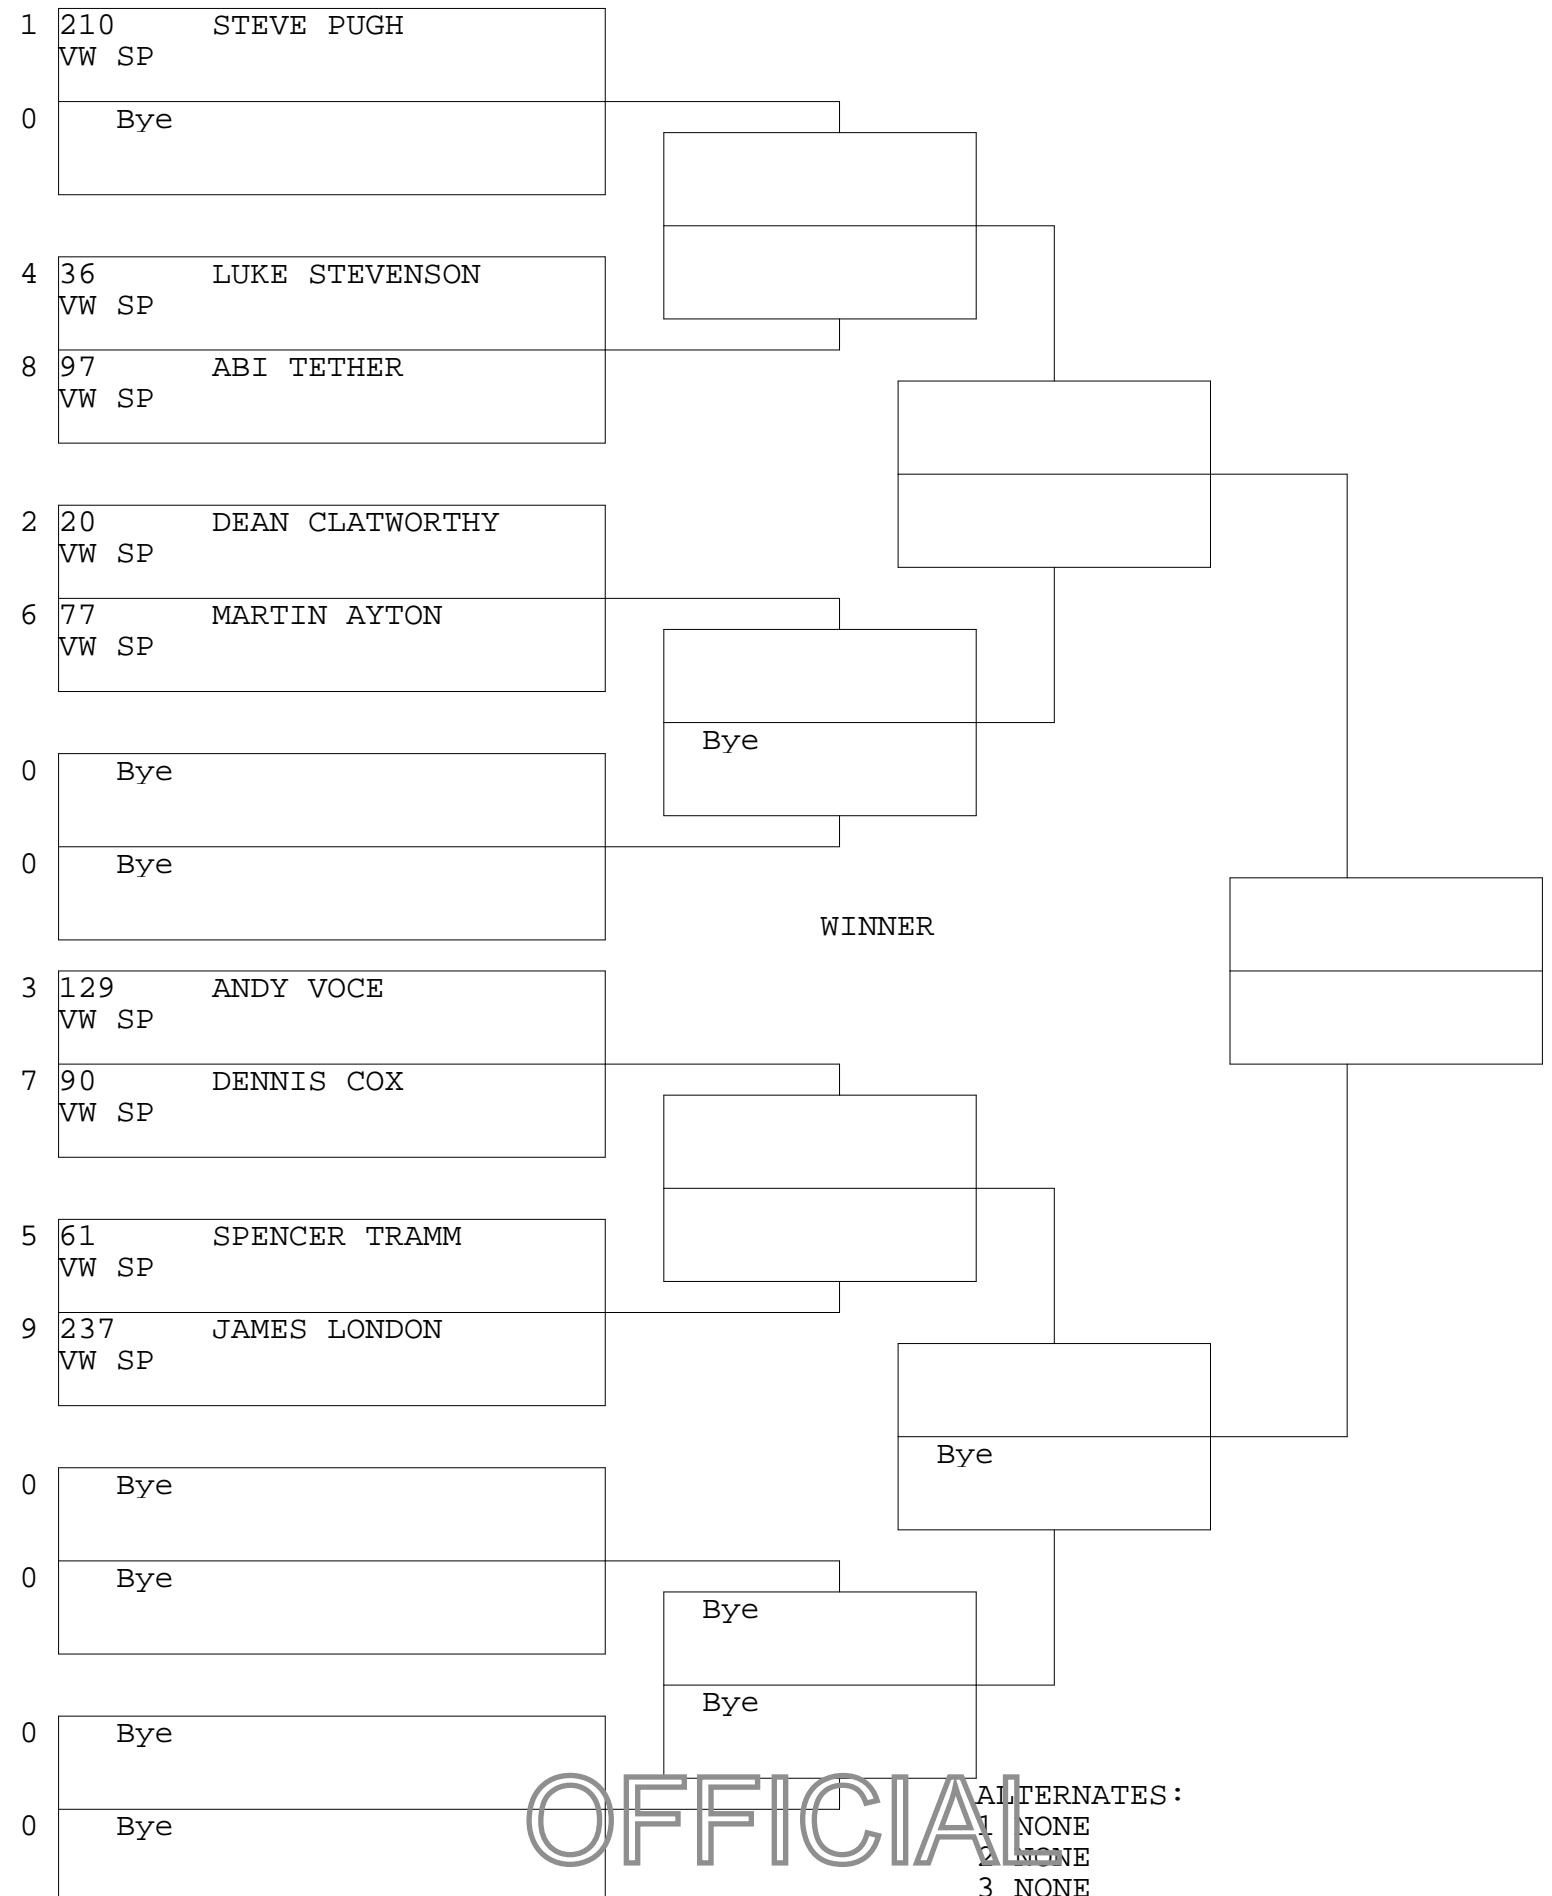 1 210 STEVE PUGH
VW SP
0 Bye
4 36 LUKE STEVENSON
VW SP
8 97 ABI TETHER
VW SP
2 20 DEAN CLATWORTHY
VW SP
6 77 MARTIN AYTON
VW SP
Bye
0 Bye
0 Bye
WINNER
3 129 ANDY VOCE
VW SP
7 90 DENNIS COX
VW SP
5 61 SPENCER TRAMM
VW SP
9 237 JAMES LONDON
VW SP
Bye
0 Bye
0 Bye
Bye
Bye
0 Bye
0 Bye
OFFICIAL
ALTERNATES:
1 NONE
2 NONE
3 NONE